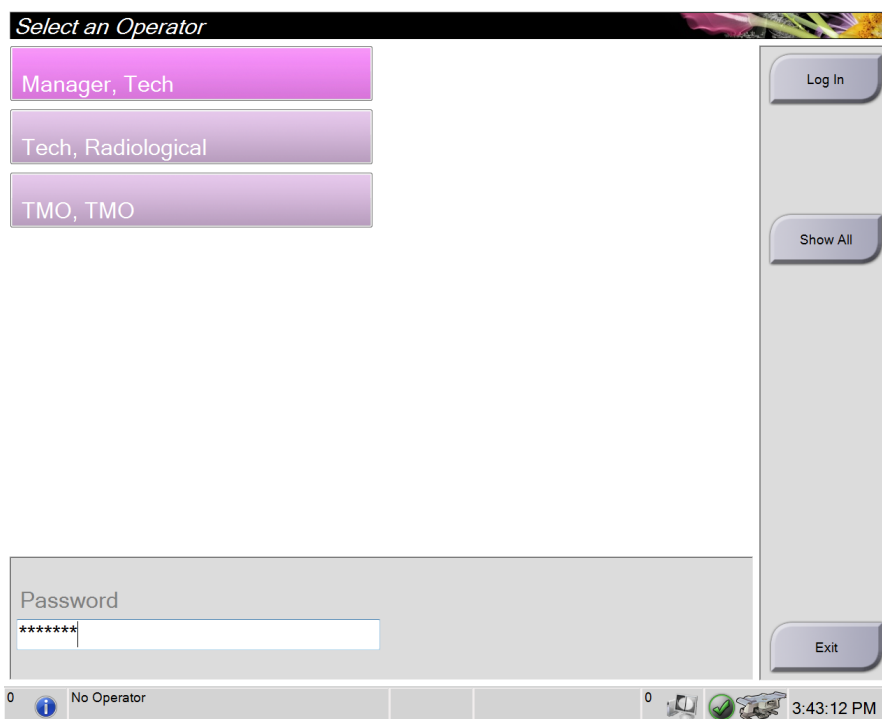 Select an Operator
Manager, Tech
Log In
Tech, Radiological
TMO, TMO
Show All
Password
*******
Exit
0 No Operator 0 3:43:12 PM